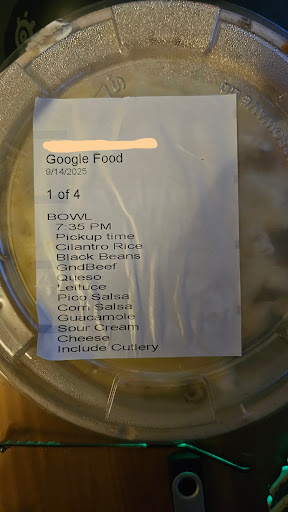 Google Food
9/14/2025
1 of 4
BOWL
7:35 PM
Pickup time
Cilantro Rice
Black Beans
GndBeef
Queso
Lettuce
Pico Salsa
Corn Salsa
Guacamole
Sour Cream
Cheese
Include Cutlery